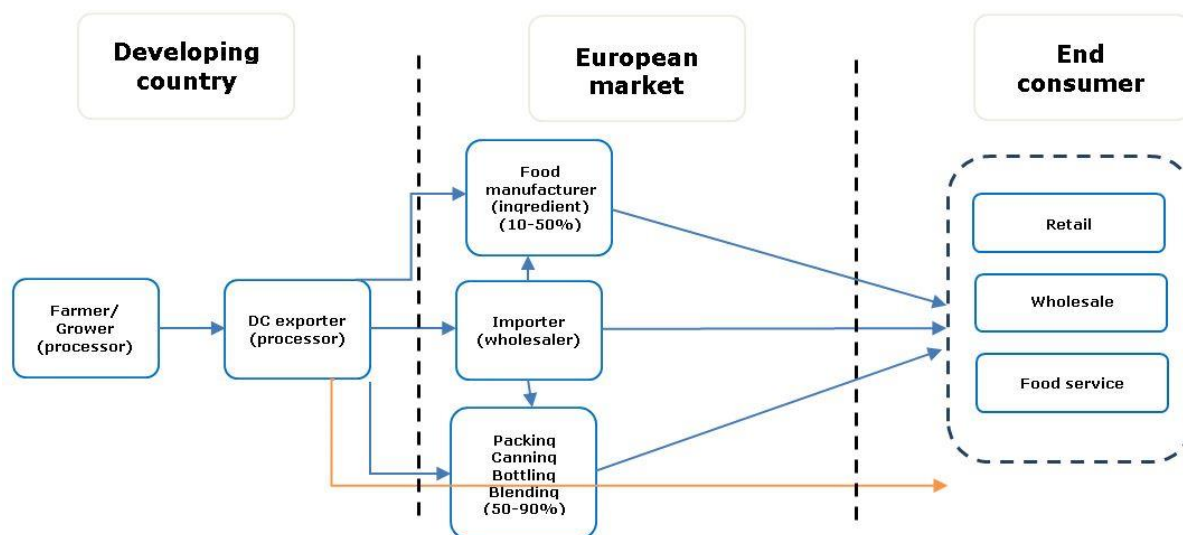 Developing
country
European
market
End
consumer
Food
manufacturer
(inqredient)
(10-50%)
Retail
Farmer/
Grower
(processor)
DC exporter
(processor)
Importer
(wholesaler)
Wholesale
Food service
Packinq
Canninq
Bottlinq
Blendinq
(50-90%)